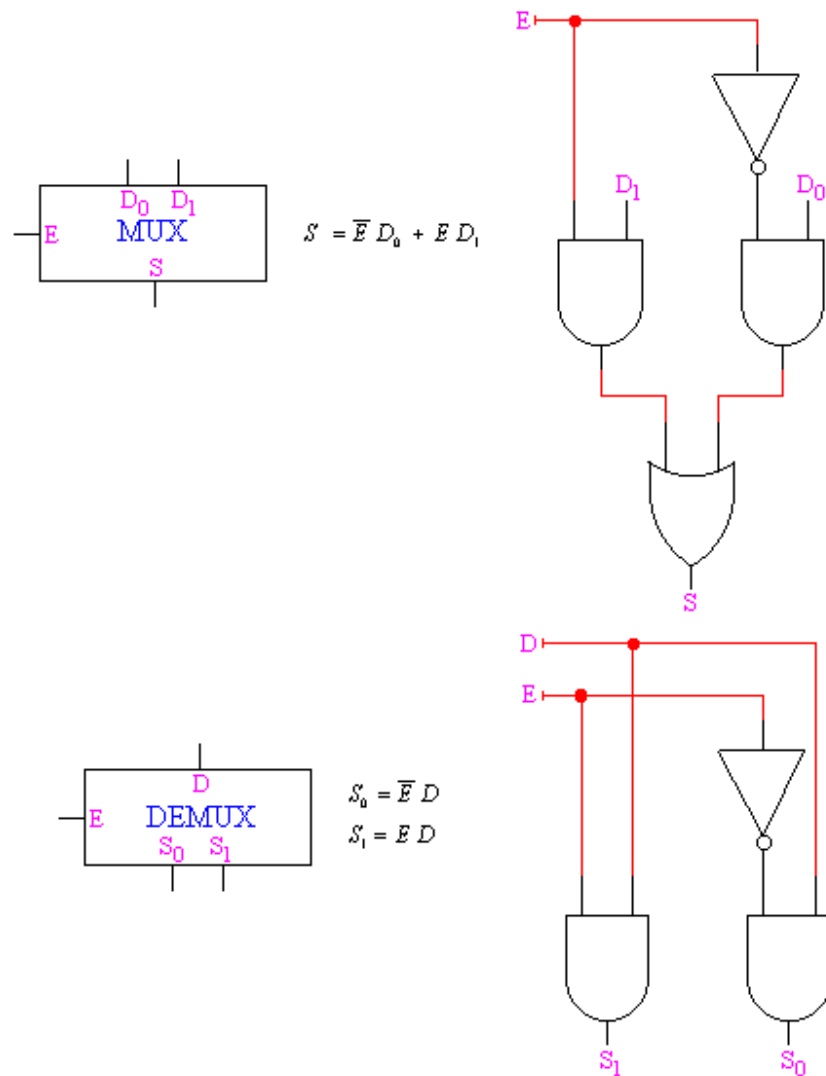 E
D₁ D₀
D₀ D₁
E MUX
S
S = E̅ D₀ + E D₁
S
D
E
D
E DEMUX
S₀ S₁
S₀ = E̅ D
S₁ = E D
S₁ S₀